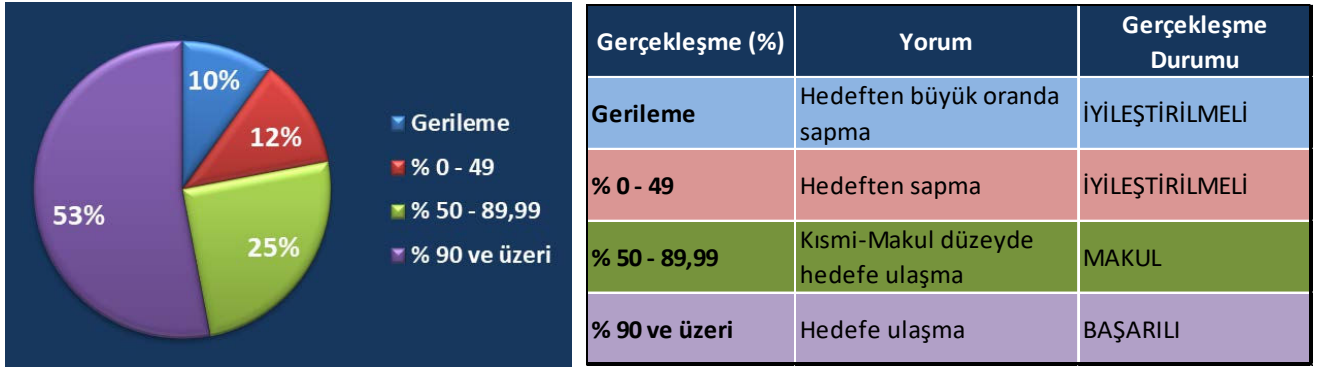 10%
12%
25%
53%
Gerileme
% 0 - 49
% 50 - 89,99
% 90 ve üzeri
Gerçekleşme (%)
Yorum
Gerçekleşme
Durumu
Gerileme
Hedeften büyük oranda
sapma
İYİLEŞTİRİLMELİ
% 0 - 49
Hedeften sapma
İYİLEŞTİRİLMELİ
% 50 - 89,99
Kısmi-Makul düzeyde
hedefe ulaşma
MAKUL
% 90 ve üzeri
Hedefe ulaşma
BAŞARILI